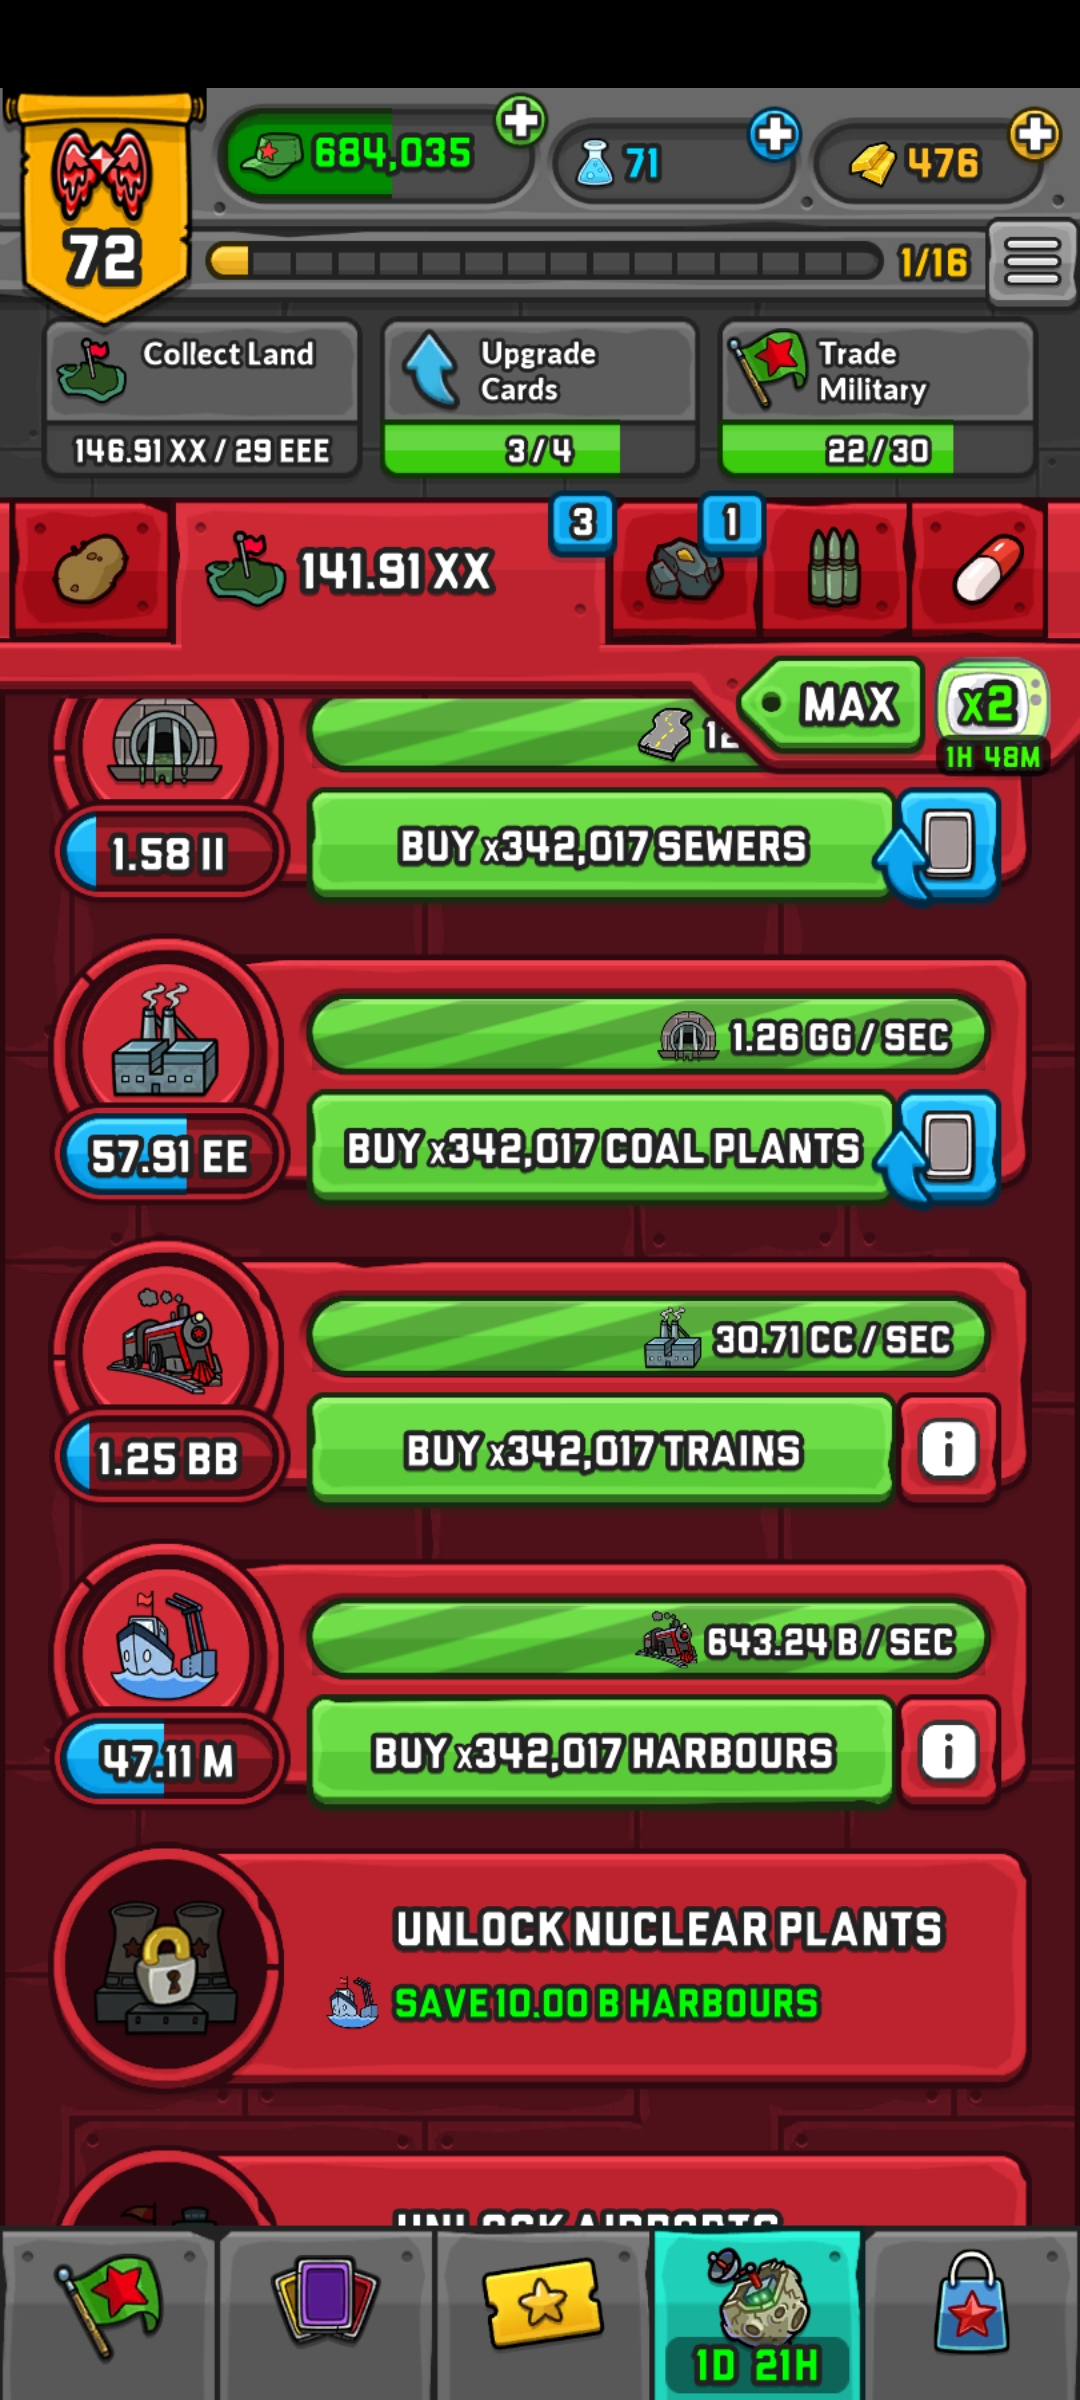 684,035
71
476
72
1/16
Collect Land
146.91 XX / 29 EEE
Upgrade
Cards
3/4
Trade
Military
22/30
141.91 XX
3
1
MAX
x2
1H 48M
1.58 II
BUY x342,017 SEWERS
1.26 GG / SEC
57.91 EE
BUY x342,017 COAL PLANTS
30.71 CC / SEC
1.25 BB
BUY x342,017 TRAINS
643.24 B / SEC
47.11 M
BUY x342,017 HARBOURS
UNLOCK NUCLEAR PLANTS
SAVE 10.00 B HARBOURS
UNLOCK AIRPORTS
1D 21H